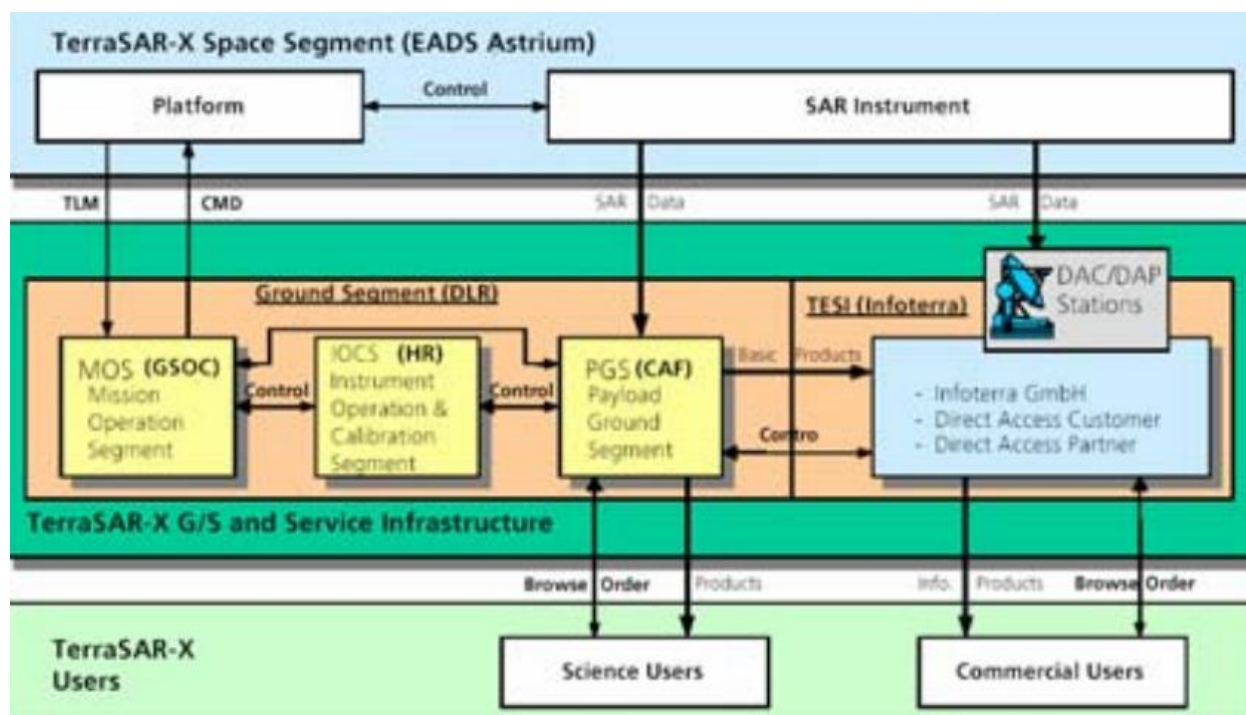 TerraSAR-X Space Segment (EADS Astrium)
Platform
Control
SAR Instrument
TLM
CMD
SAR Data
SAR Data
Ground Segment (DLR)
TESI (Infoterra)
DAC/DAP
Stations
MOS (GSOC)
Mission
Operation
Segment
Control
IOCS (HR)
Instrument
Operation &
Calibration
Segment
Control
PGS (CAF)
Payload
Ground
Segment
Basic Products
Contro
- Infoterra GmbH
- Direct Access Customer
- Direct Access Partner
TerraSAR-X G/S and Service Infrastructure
Browse Order
Products
Info. Products
Browse Order
TerraSAR-X
Users
Science Users
Commercial Users